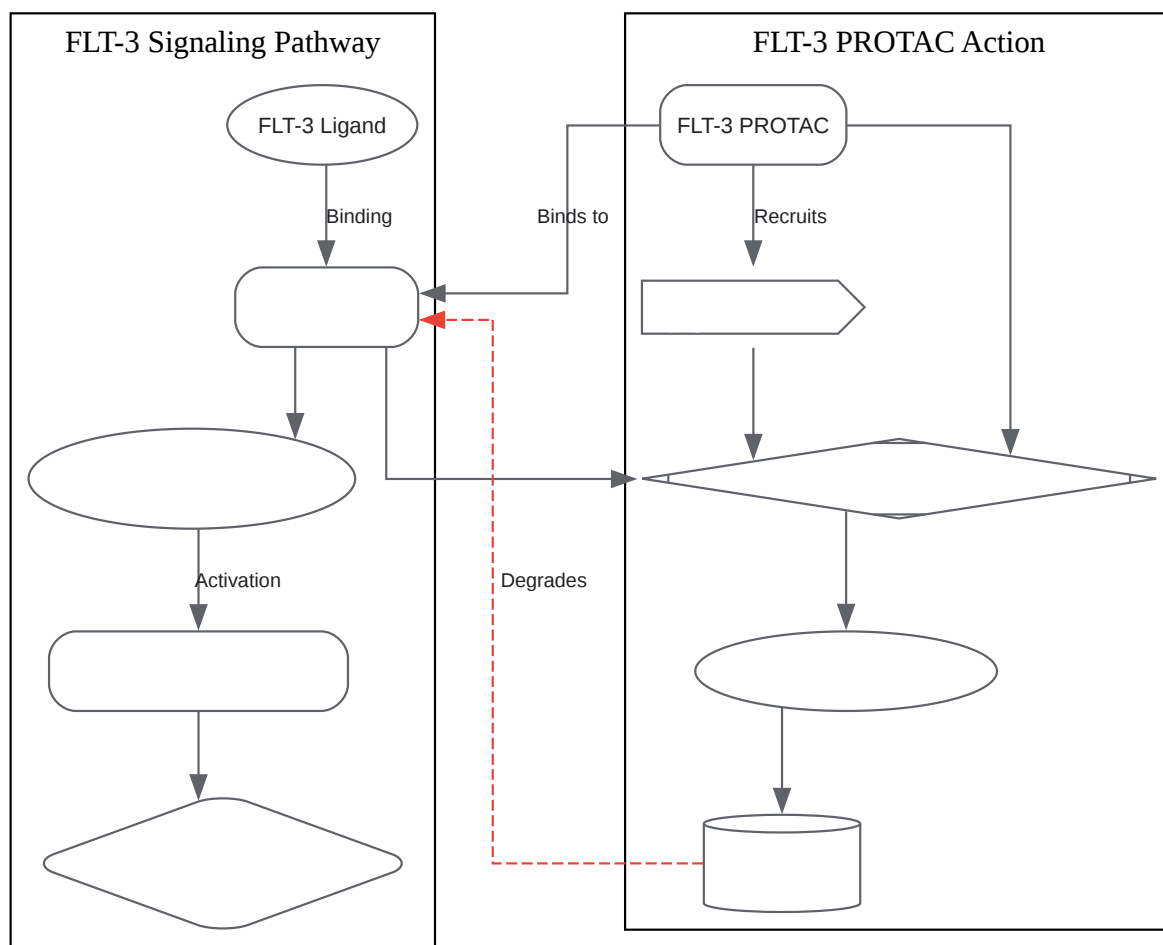 FLT-3 Signaling Pathway
FLT-3 PROTAC Action
FLT-3 Ligand
FLT-3 PROTAC
Binding
Binds to
Recruits
Activation
Degrades